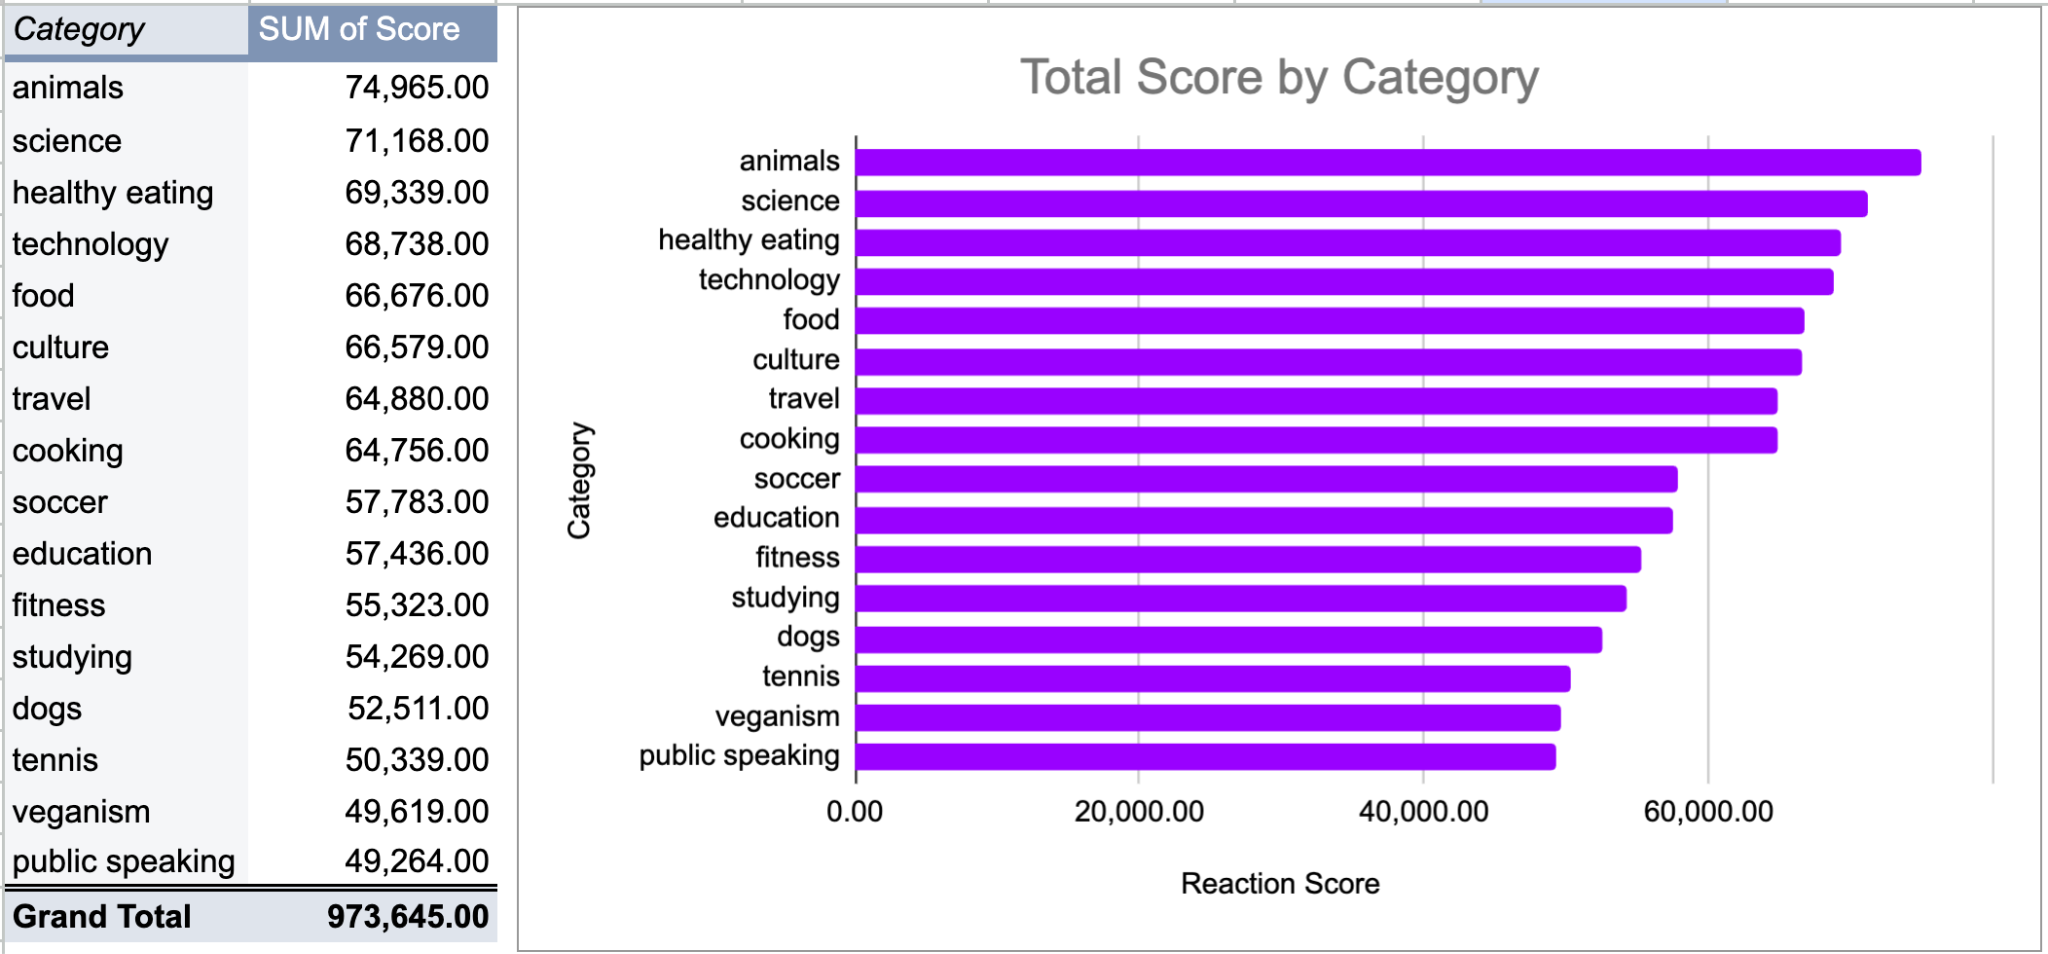 Category SUM of Score
animals 74,965.00
science 71,168.00
healthy eating 69,339.00
technology 68,738.00
food 66,676.00
culture 66,579.00
travel 64,880.00
cooking 64,756.00
soccer 57,783.00
education 57,436.00
fitness 55,323.00
studying 54,269.00
dogs 52,511.00
tennis 50,339.00
veganism 49,619.00
public speaking 49,264.00
Grand Total 973,645.00
Total Score by Category
Category
animals
science
healthy eating
technology
food
culture
travel
cooking
soccer
education
fitness
studying
dogs
tennis
veganism
public speaking
0.00 20,000.00 40,000.00 60,000.00
Reaction Score